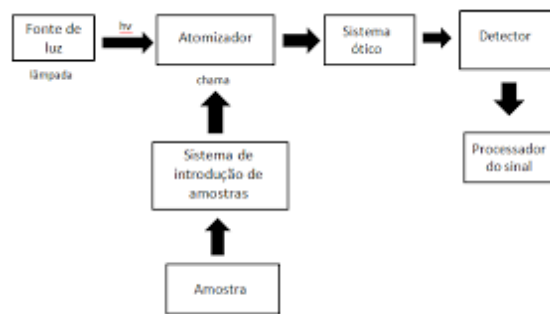 Fonte de
luz
lâmpada
hv
Atomizador
chama
Sistema
ótico
Detector
Processador
do sinal
Sistema de
introdução de
amostras
Amostra